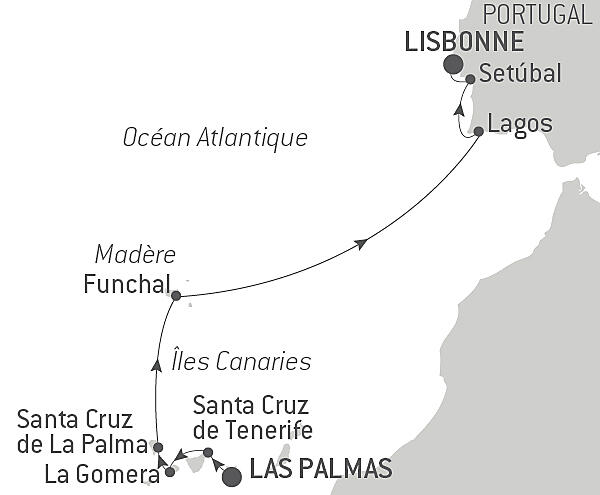 PORTUGAL
LISBONNE
Setúbal
Lagos
Océan Atlantique
Madère
Funchal
Îles Canaries
Santa Cruz
de Tenerife
Santa Cruz
de La Palma
La Gomera
LAS PALMAS